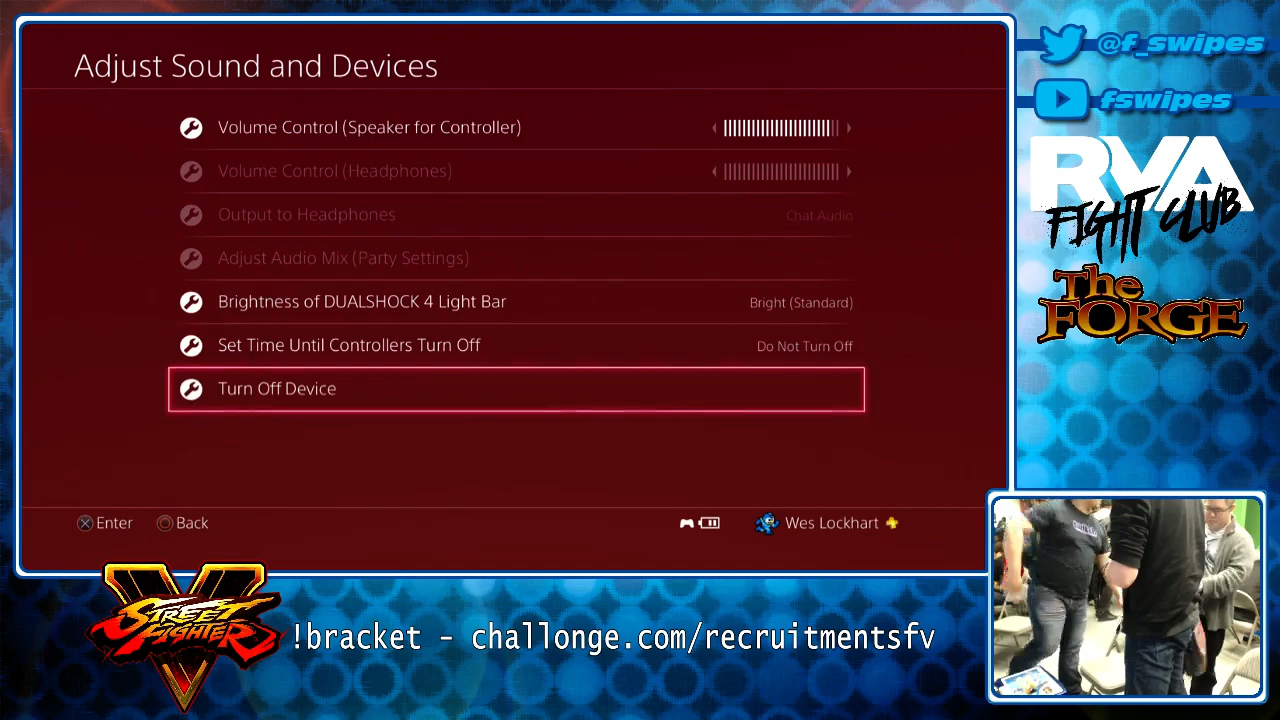 Adjust Sound and Devices
Volume Control (Speaker for Controller)
Volume Control (Headphones)
Output to Headphones Chat Audio
Adjust Audio Mix (Party Settings)
Brightness of DUALSHOCK 4 Light Bar Bright (Standard)
Set Time Until Controllers Turn Off Do Not Turn Off
Turn Off Device
Enter Back Wes Lockhart
@f_swipes
fswipes
RVA
FIGHT CLUB
The
FORGE
V
STREET
FIGHTER
!bracket - challonge.com/recruitmentsfv